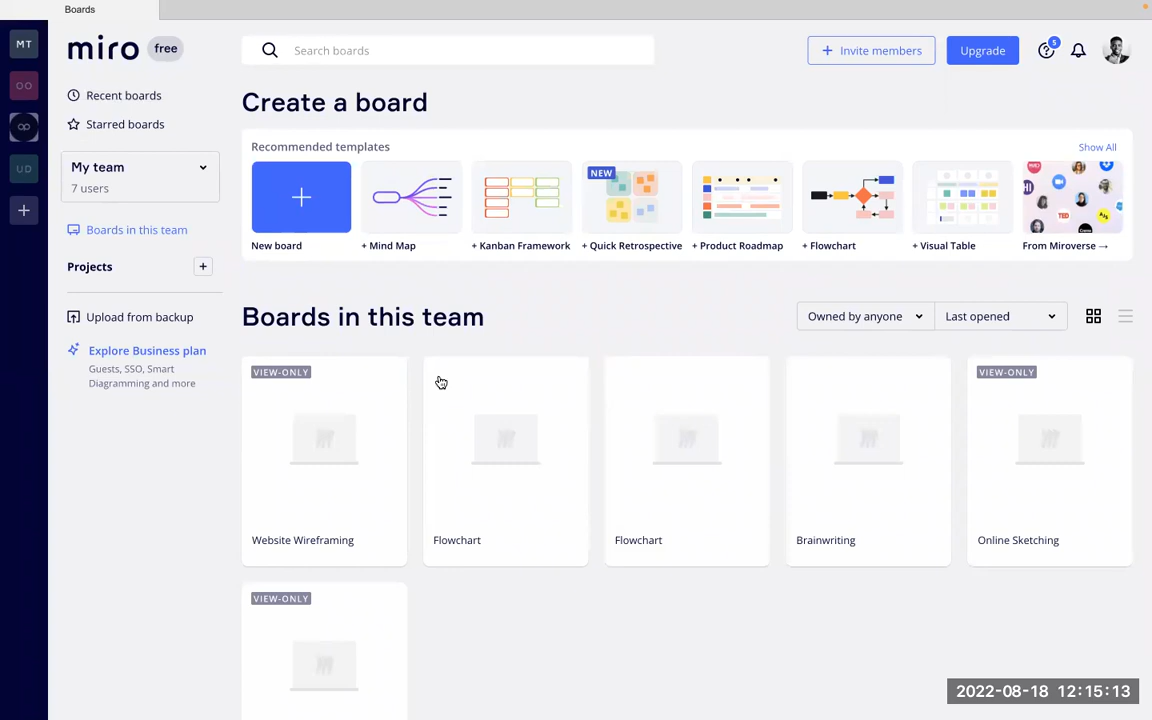 Boards
MT
miro free
Search boards
+ Invite members
Upgrade
5
OO
Recent boards
Starred boards
Create a board
Recommended templates
Show All
My team
7 users
UD
NEW
New board
+ Mind Map
+ Kanban Framework
+ Quick Retrospective
+ Product Roadmap
+ Flowchart
+ Visual Table
From Miroverse →
Boards in this team
Projects
+
Upload from backup
Explore Business plan
Guests, SSO, Smart
Diagramming and more
Boards in this team
Owned by anyone
Last opened
VIEW-ONLY
VIEW-ONLY
Website Wireframing
Flowchart
Flowchart
Brainwriting
Online Sketching
VIEW-ONLY
2022-08-18 12:15:13